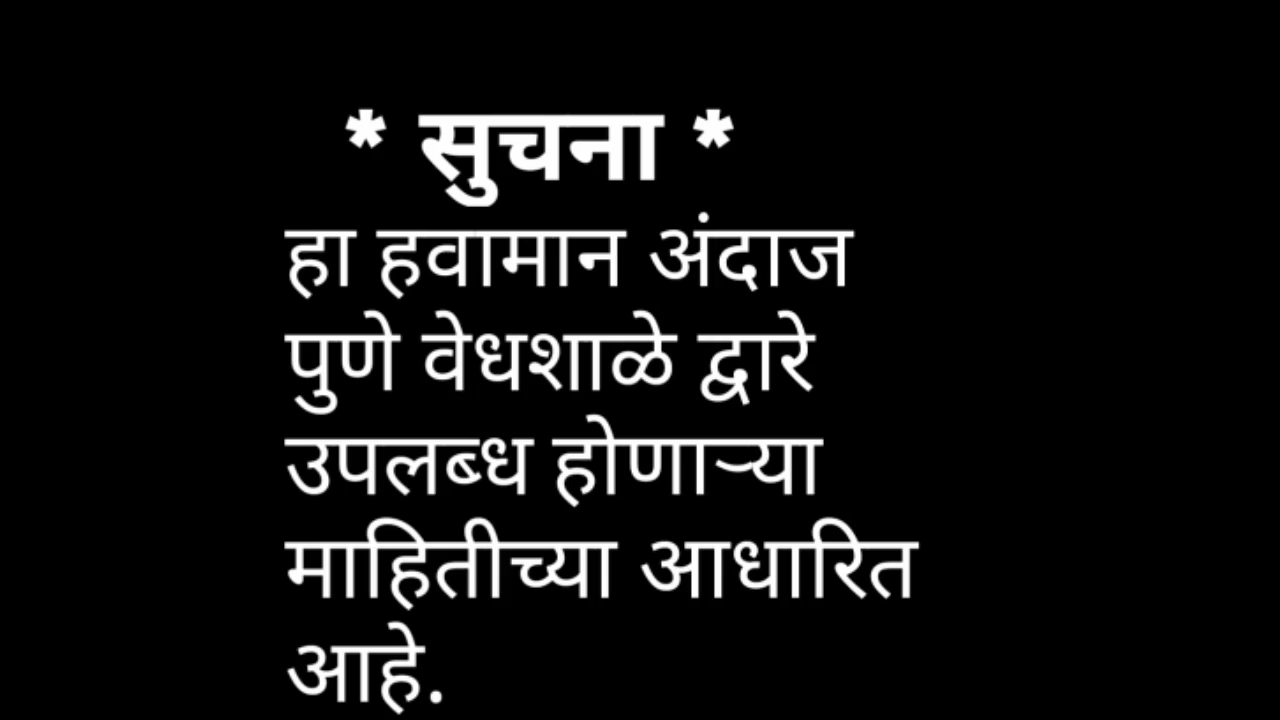 * सुचना *
हा हवामान अंदाज
पुणे वेधशाळे द्वारे
उपलब्ध होणाऱ्या
माहितीच्या आधारित
आहे.